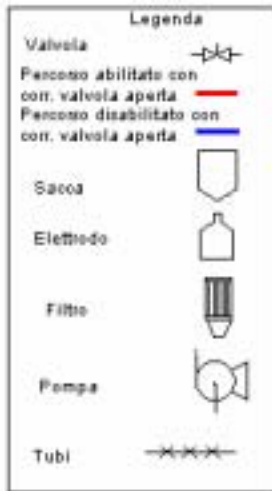 Legenda
Valvola
Percorso abilitato con
corr. valvola aperta
Percorso disabilitato con
corr. valvola aperta
Sacca
Elettrodo
Filtro
Pompa
Tubi